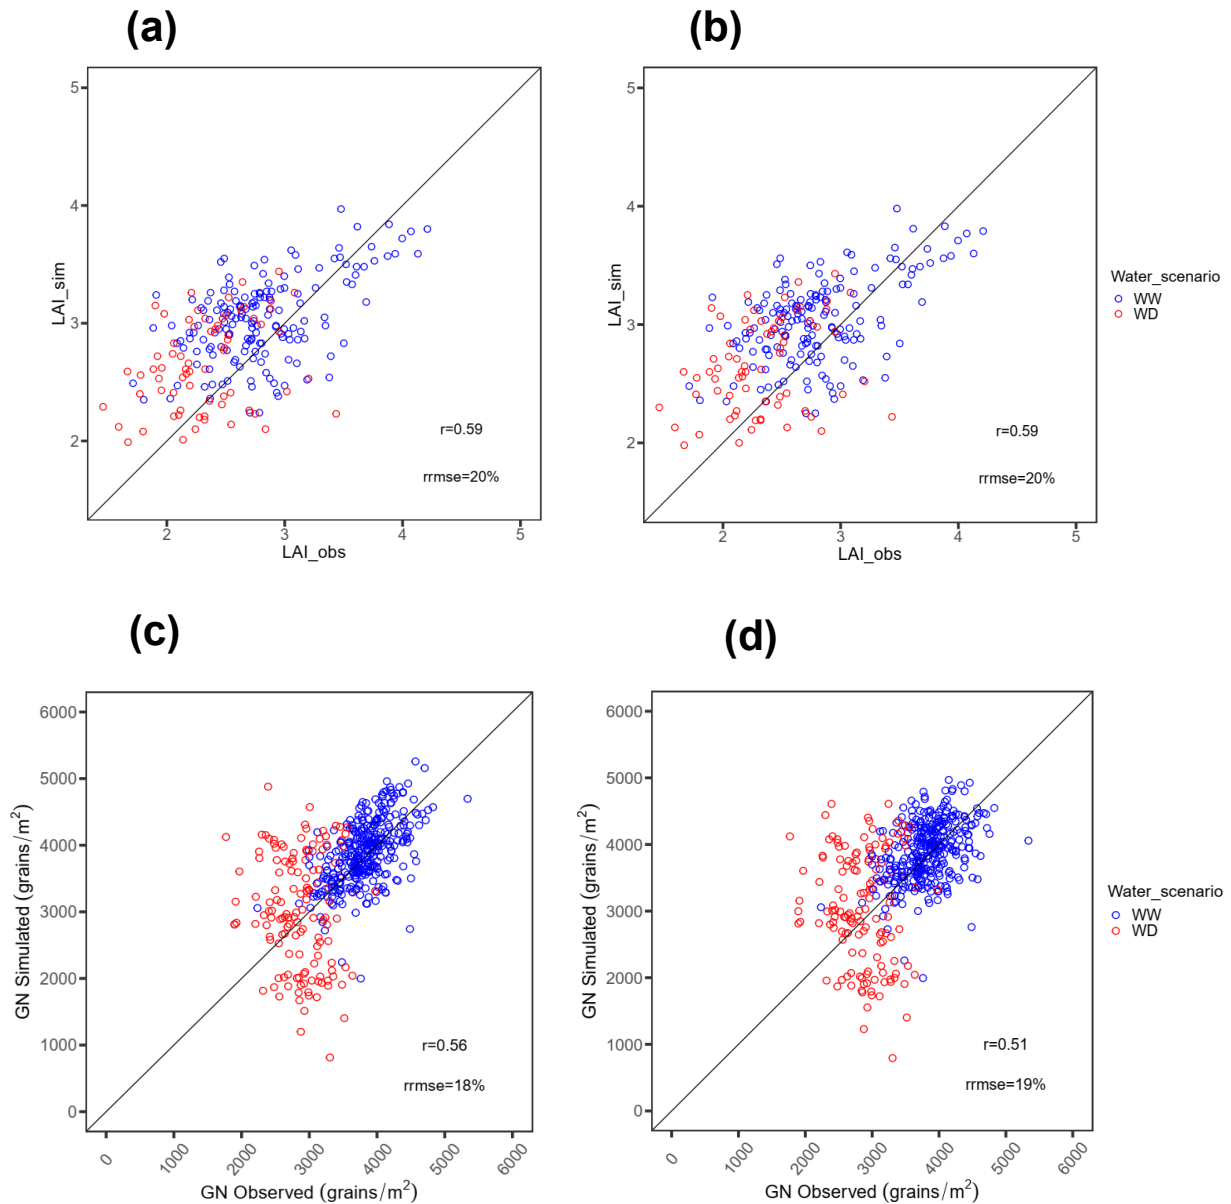 (a)
(b)
5
4
3
2
LAI_sim
r=0.59
rrmse=20%
2
3
4
5
LAI_obs
5
4
3
2
LAI_sim
r=0.59
rrmse=20%
2
3
4
5
LAI_obs
Water_scenario
WW
WD
(c)
(d)
6000
5000
4000
3000
2000
1000
0
GN Simulated (grains/m²)
r=0.56
rrmse=18%
0
1000
2000
3000
4000
5000
6000
GN Observed (grains/m²)
6000
5000
4000
3000
2000
1000
0
GN Simulated (grains/m²)
r=0.51
rrmse=19%
0
1000
2000
3000
4000
5000
6000
GN Observed (grains/m²)
Water_scenario
WW
WD